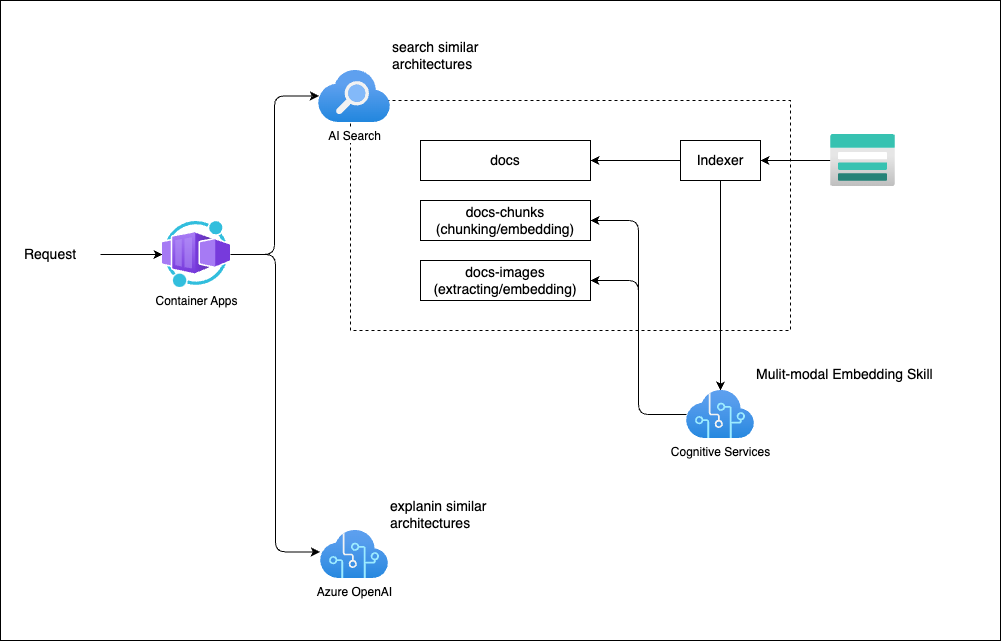 search similar
architectures
AI Search
docs
Indexer
docs-chunks
(chunking/embedding)
docs-images
(extracting/embedding)
Request
Container Apps
Mulit-modal Embedding Skill
Cognitive Services
explanin similar
architectures
Azure OpenAI